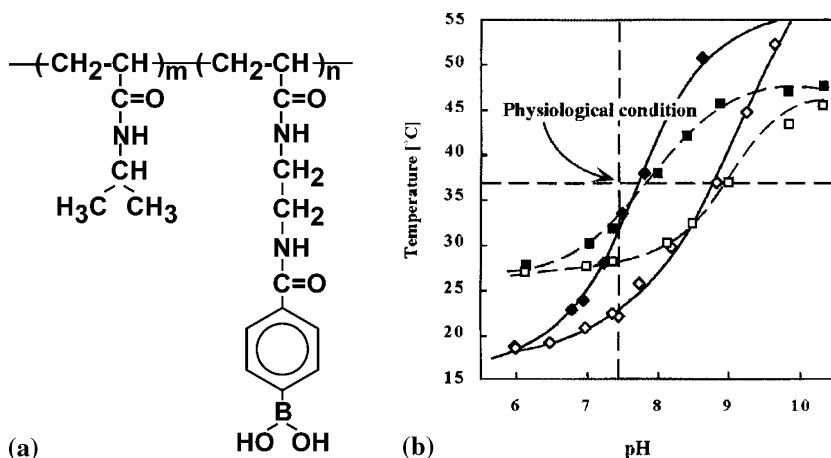 —(CH2-CH)m(CH2-CH)n—
C=O C=O
NH NH
CH CH2
H3C CH3 CH2
NH
C=O
B
HO OH
(a)
55
50
45
40
35
30
25
20
15
Temperature [°C]
Physiological condition
6 7 8 9 10
pH
(b)